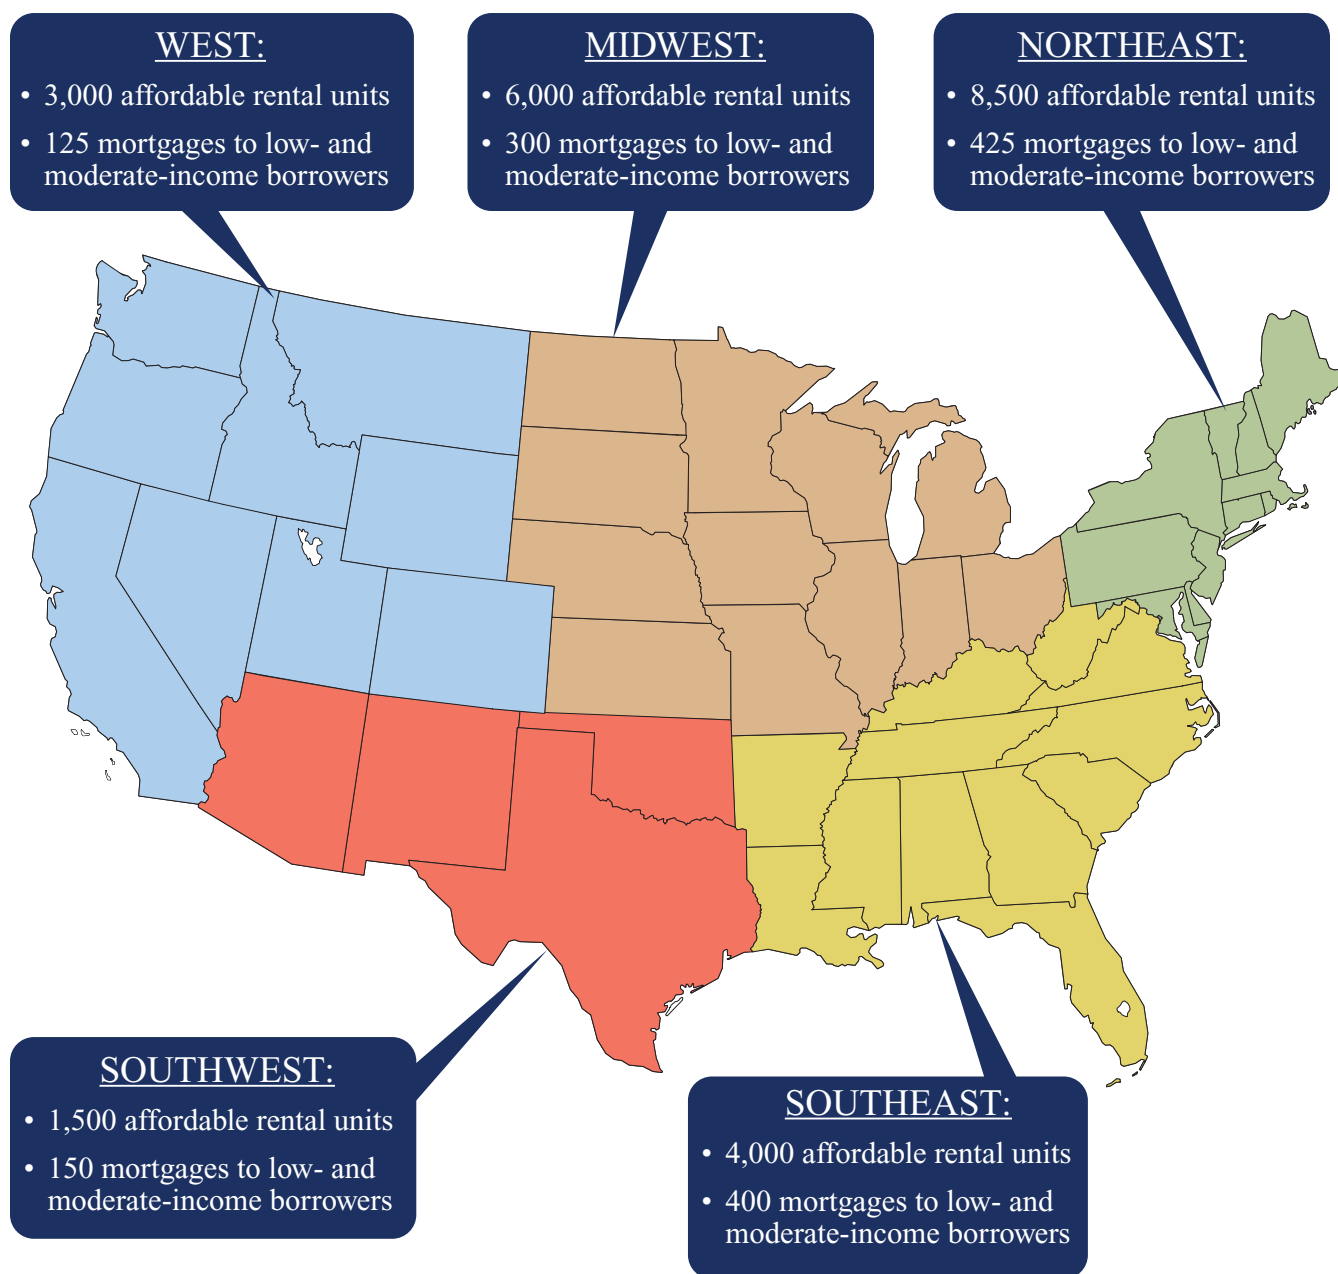 WEST:
• 3,000 affordable rental units
• 125 mortgages to low- and
moderate-income borrowers
MIDWEST:
• 6,000 affordable rental units
• 300 mortgages to low- and
moderate-income borrowers
NORTHEAST:
• 8,500 affordable rental units
• 425 mortgages to low- and
moderate-income borrowers
SOUTHWEST:
• 1,500 affordable rental units
• 150 mortgages to low- and
moderate-income borrowers
SOUTHEAST:
• 4,000 affordable rental units
• 400 mortgages to low- and
moderate-income borrowers